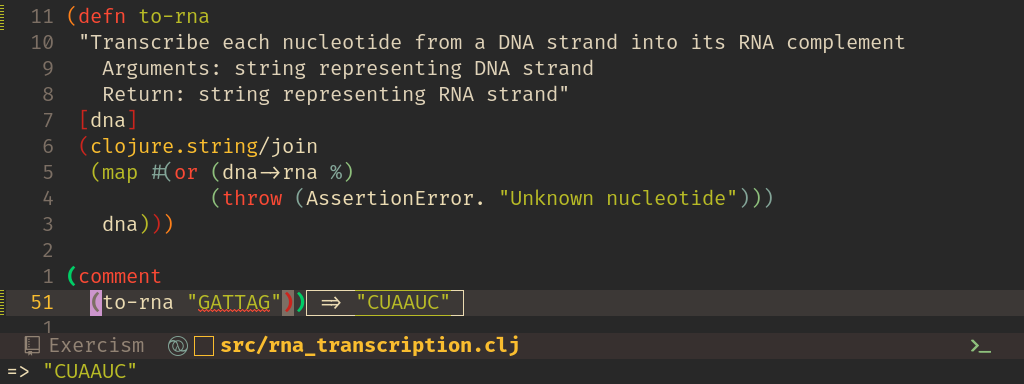 11 (defn to-rna
10 "Transcribe each nucleotide from a DNA strand into its RNA complement
9 Arguments: string representing DNA strand
8 Return: string representing RNA strand"
7 [dna]
6 (clojure.string/join
5 (map #(or (dna->rna %)
4 (throw (AssertionError. "Unknown nucleotide")))
3 dna)))
2
1 (comment
51 (to-rna "GATTAG")) => "CUAAUC"
1
Exercism src/rna_transcription.clj >_
=> "CUAAUC"